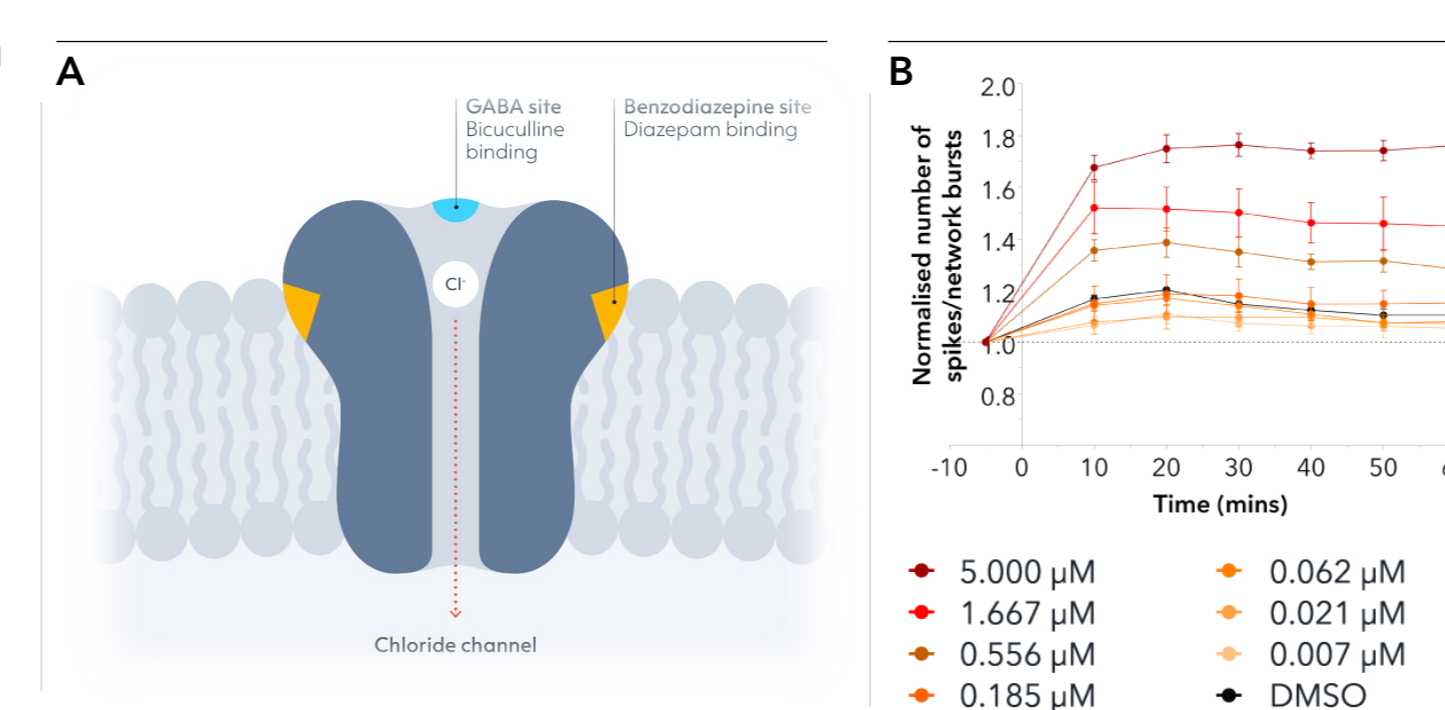 A
GABA site
Bicuculline
binding
Benzodiazepine site
Diazepam binding
Cl-
Chloride channel
B
Normalised number of
spikes/network bursts
2.0
1.8
1.6
1.4
1.2
1.0
0.8
-10 0 10 20 30 40 50
Time (mins)
5.000 µM
1.667 µM
0.556 µM
0.185 µM
0.062 µM
0.021 µM
0.007 µM
DMSO